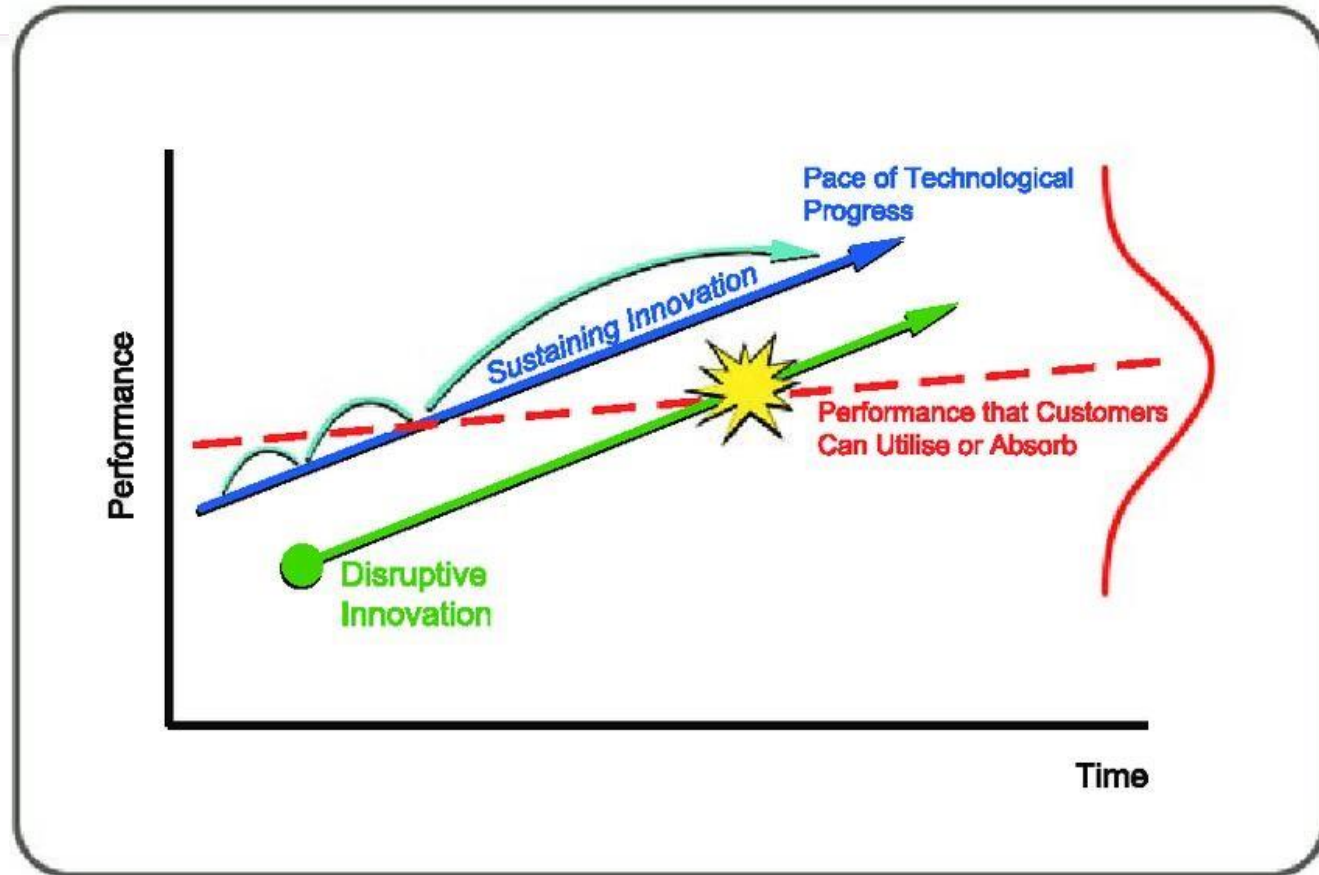 Pace of Technological
Progress
Sustaining Innovation
Performance
Performance that Customers
Can Utilise or Absorb
Disruptive
Innovation
Time